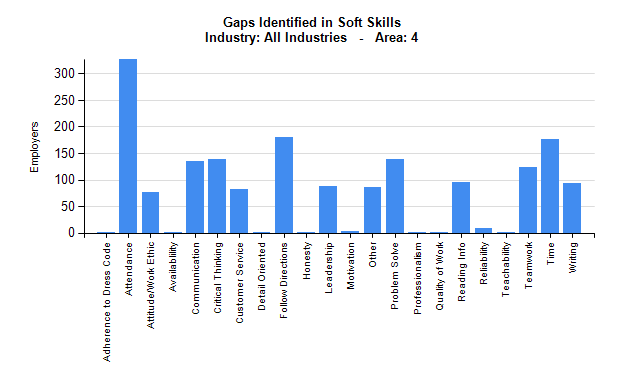 Gaps Identified in Soft Skills
Industry: All Industries - Area: 4
Employers
300
250
200
150
100
50
0
Adherence to Dress Code
Attendance
Attitude/Work Ethic
Availability
Communication
Critical Thinking
Customer Service
Detail Oriented
Follow Directions
Honesty
Leadership
Motivation
Other
Problem Solve
Professionalism
Quality of Work
Reading Info
Reliability
Teachability
Teamwork
Time
Writing